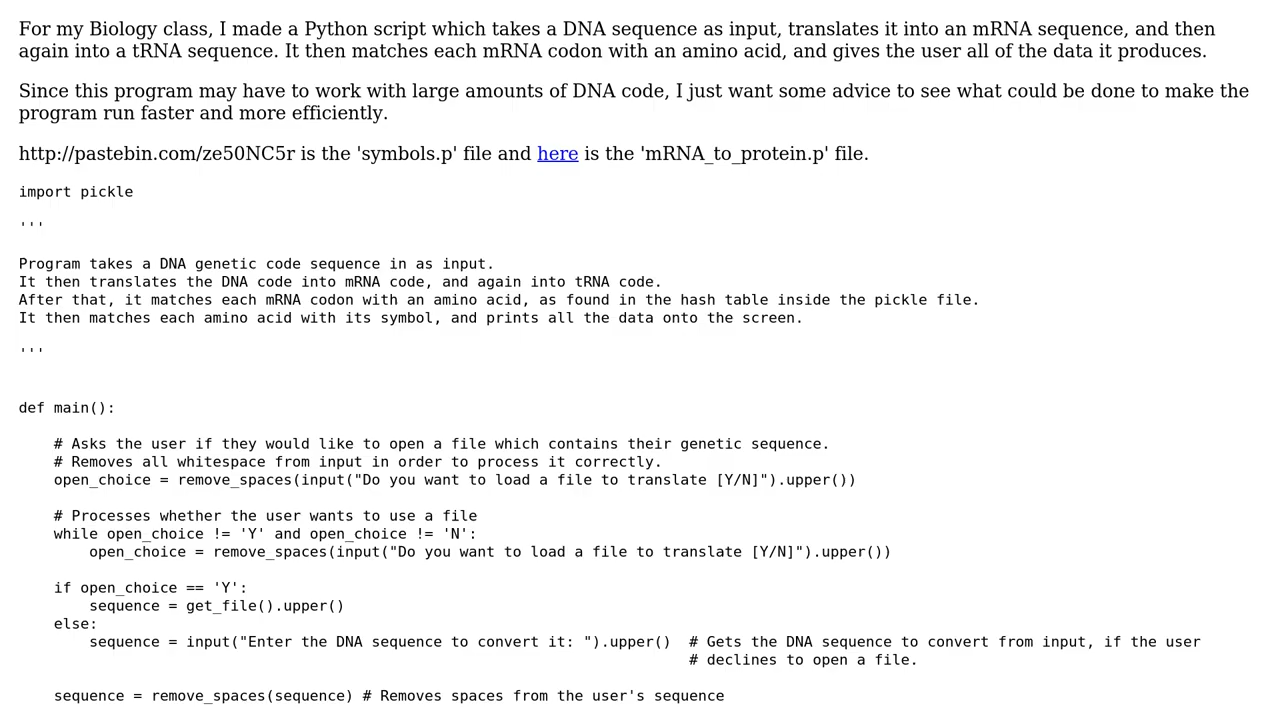 For my Biology class, I made a Python script which takes a DNA sequence as input, translates it into an mRNA sequence, and then
again into a tRNA sequence. It then matches each mRNA codon with an amino acid, and gives the user all of the data it produces.
Since this program may have to work with large amounts of DNA code, I just want some advice to see what could be done to make the
program run faster and more efficiently.
http://pastebin.com/ze50NC5r is the 'symbols.p' file and here is the 'mRNA_to_protein.p' file.
import pickle
'''
Program takes a DNA genetic code sequence in as input.
It then translates the DNA code into mRNA code, and again into tRNA code.
After that, it matches each mRNA codon with an amino acid, as found in the hash table inside the pickle file.
It then matches each amino acid with its symbol, and prints all the data onto the screen.
'''
def main():
    # Asks the user if they would like to open a file which contains their genetic sequence.
    # Removes all whitespace from input in order to process it correctly.
    open_choice = remove_spaces(input("Do you want to load a file to translate [Y/N]").upper())
    # Processes whether the user wants to use a file
    while open_choice != 'Y' and open_choice != 'N':
        open_choice = remove_spaces(input("Do you want to load a file to translate [Y/N]").upper())
    if open_choice == 'Y':
        sequence = get_file().upper()
    else:
        sequence = input("Enter the DNA sequence to convert it: ").upper()  # Gets the DNA sequence to convert from input, if the user
                                                                            # declines to open a file.
    sequence = remove_spaces(sequence) # Removes spaces from the user's sequence